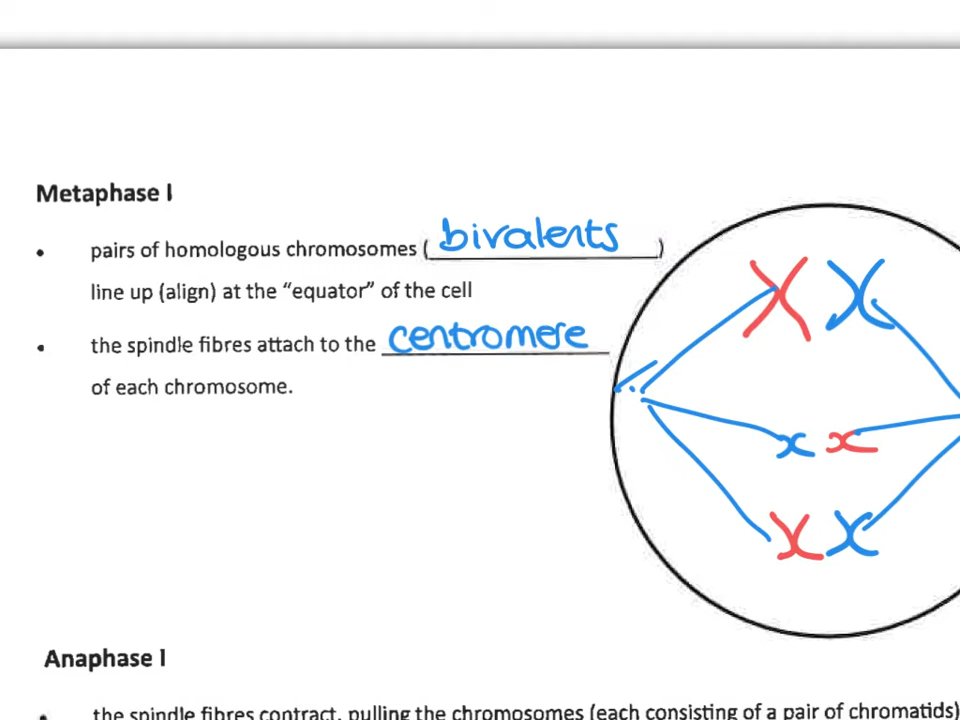 Metaphase I
• pairs of homologous chromosomes (bivalents)
line up (align) at the “equator” of the cell
• the spindle fibres attach to the centromere
of each chromosome.
Anaphase I
• the spindle fibres contract, pulling the chromosomes (each consisting of a pair of chromatids)